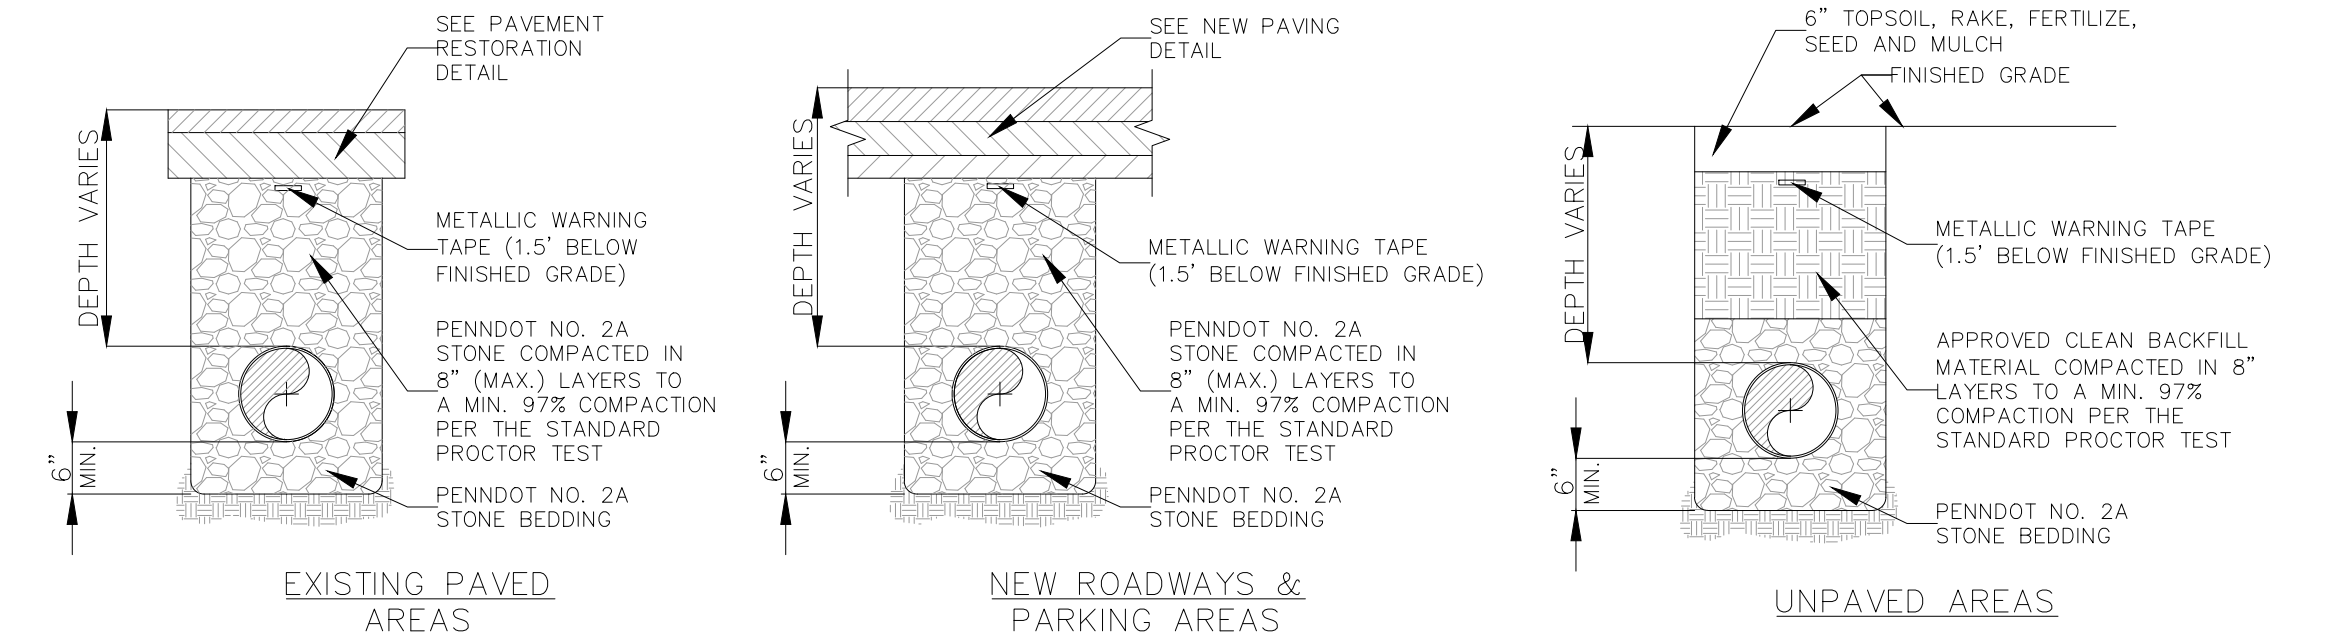 SEE PAVEMENT
RESTORATION
DETAIL
DEPTH VARIES
METALLIC WARNING
TAPE (1.5' BELOW
FINISHED GRADE)
PENNDOT NO. 2A
STONE COMPACTED IN
8" (MAX.) LAYERS TO
A MIN. 97% COMPACTION
PER THE STANDARD
PROCTOR TEST
6"
MIN.
PENNDOT NO. 2A
STONE BEDDING
EXISTING PAVED
AREAS
SEE NEW PAVING
DETAIL
DEPTH VARIES
METALLIC WARNING TAPE
(1.5' BELOW FINISHED GRADE)
PENNDOT NO. 2A
STONE COMPACTED IN
8" (MAX.) LAYERS TO
A MIN. 97% COMPACTION
PER THE STANDARD
PROCTOR TEST
6"
MIN.
PENNDOT NO. 2A
STONE BEDDING
NEW ROADWAYS &
PARKING AREAS
6" TOPSOIL, RAKE, FERTILIZE,
SEED AND MULCH
FINISHED GRADE
DEPTH VARIES
METALLIC WARNING TAPE
(1.5' BELOW FINISHED GRADE)
APPROVED CLEAN BACKFILL
MATERIAL COMPACTED IN 8"
LAYERS TO A MIN. 97%
COMPACTION PER THE
STANDARD PROCTOR TEST
6"
MIN.
PENNDOT NO. 2A
STONE BEDDING
UNPAVED AREAS